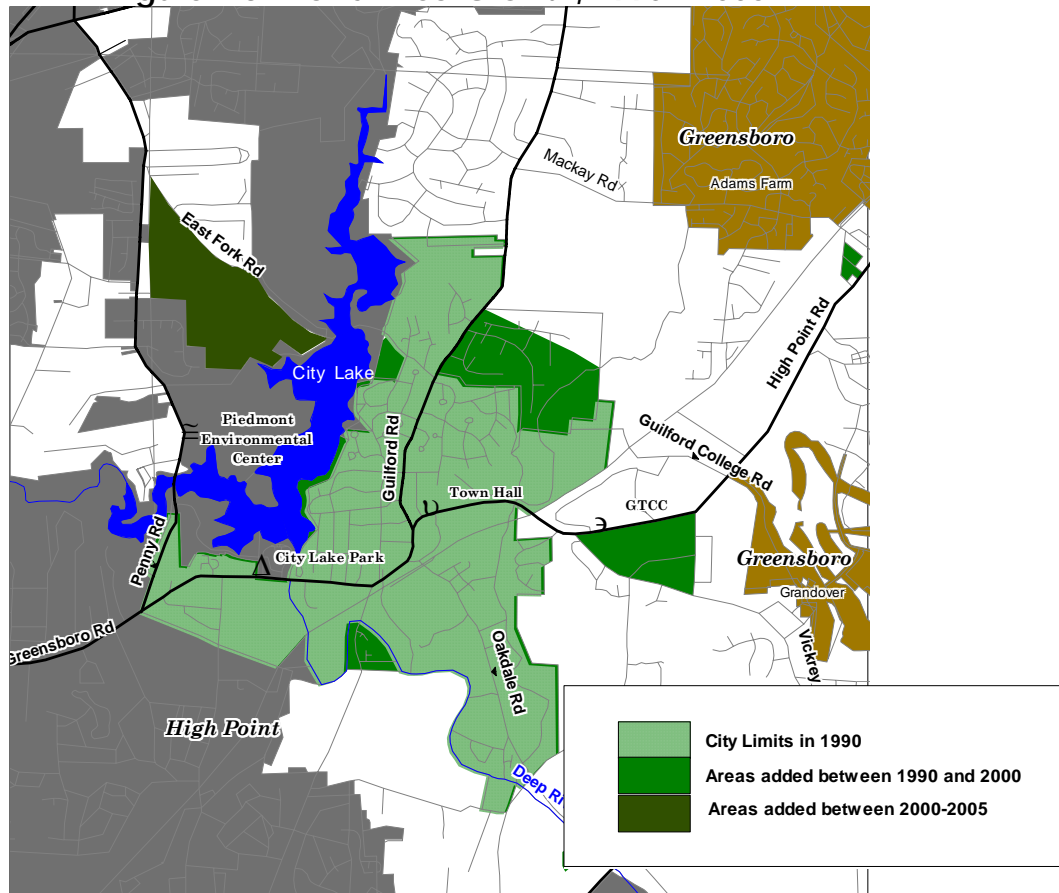 Greensboro
Mackay Rd
Adams Farm
East Fork Rd
High Point Rd
City Lake
Piedmont
Environmental
Center
Guilford Rd
Guilford College Rd
Town Hall
GTCC
City Lake Park
Penny Rd
Greensboro
Grandover
Greensboro Rd
Oakdale Rd
Vickrey
High Point
Deep Ri
City Limits in 1990
Areas added between 1990 and 2000
Areas added between 2000-2005